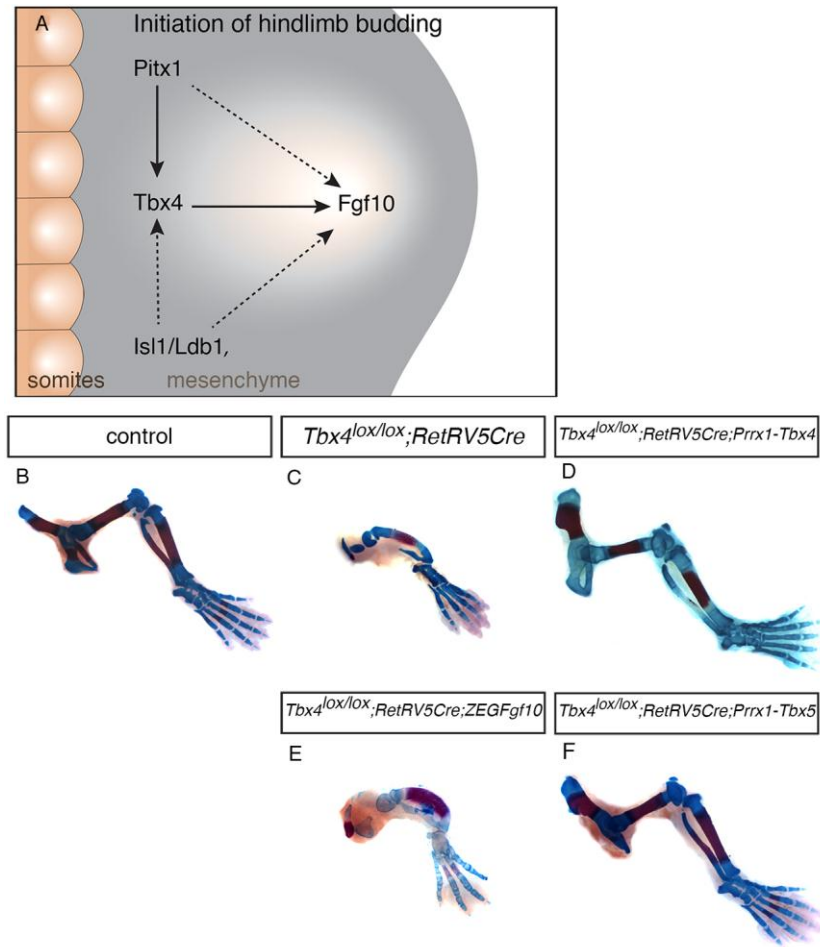 A
Initiation of hindlimb budding
Pitx1
Tbx4
Fgf10
Isl1/Ldb1,
somites
mesenchyme
control
Tbx4lox/lox;RetRV5Cre
Tbx4lox/lox;RetRV5Cre;Prrx1-Tbx4
B
C
D
Tbx4lox/lox;RetRV5Cre;ZEGFgf10
Tbx4lox/lox;RetRV5Cre;Prrx1-Tbx5
E
F